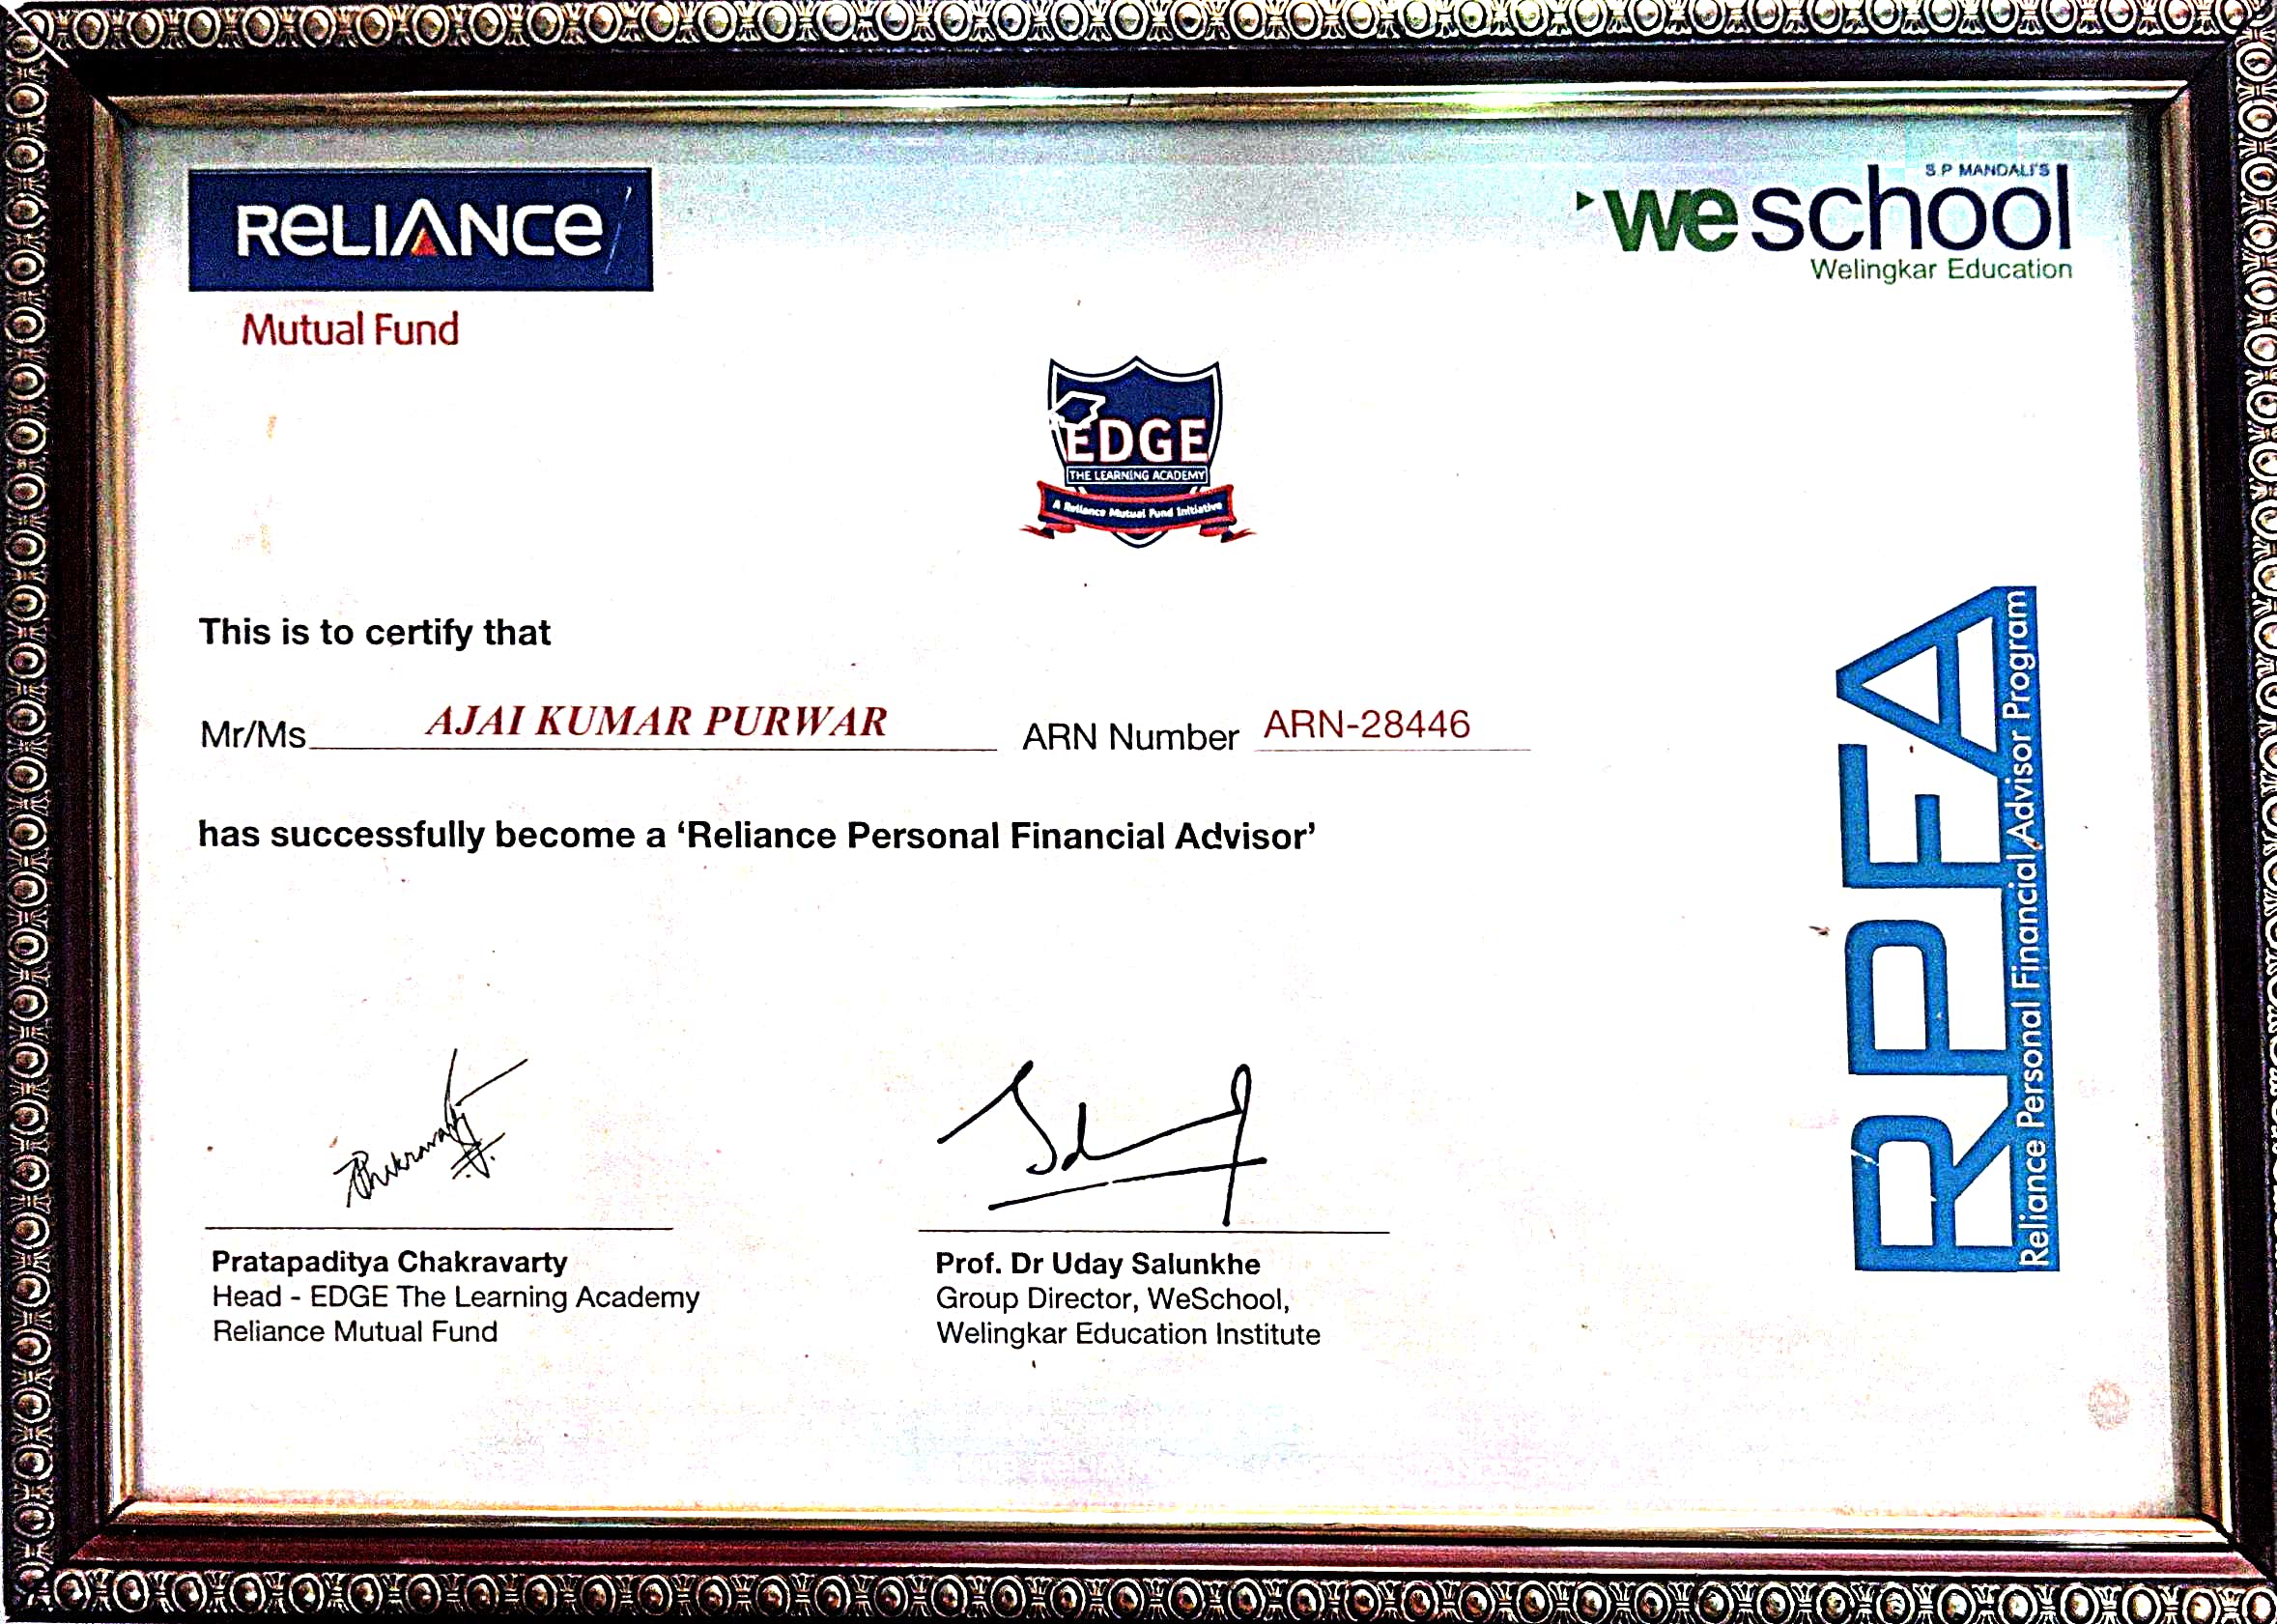 RELIANCE
Mutual Fund
S.P. MANDALI'S
we school
Welingkar Education
EDGE
THE LEARNING ACADEMY
A Reliance Mutual Fund Initiative
This is to certify that
Mr/Ms AJAI KUMAR PURWAR ARN Number ARN-28446
has successfully become a ‘Reliance Personal Financial Advisor’
RPFA
Reliance Personal Financial Advisor Program
Pratapaditya Chakravarty
Head - EDGE The Learning Academy
Reliance Mutual Fund
Prof. Dr Uday Salunkhe
Group Director, WeSchool,
Welingkar Education Institute